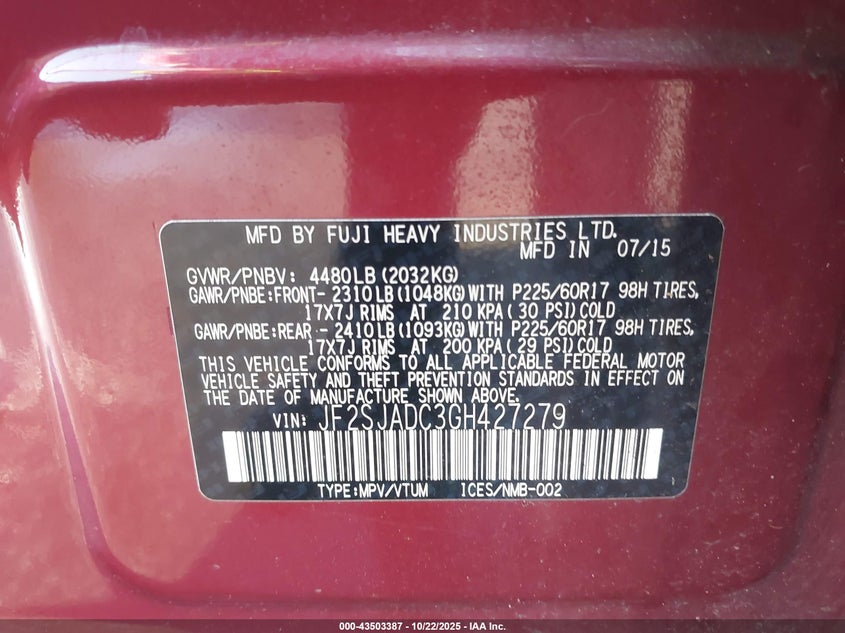 MFD BY FUJI HEAVY INDUSTRIES LTD.
MFD IN 07/15
GVWR/PNBV: 4480LB (2032KG)
GAWR/PNBE:FRONT- 2310LB (1048KG) WITH P225/60R17 98H TIRES,
17X7J RIMS AT 210 KPA ( 30 PSI) COLD
GAWR/PNBE:REAR - 2410LB (1093KG) WITH P225/60R17 98H TIRES,
17X7J RIMS AT 200 KPA ( 29 PSI) COLD
THIS VEHICLE CONFORMS TO ALL APPLICABLE FEDERAL MOTOR
VEHICLE SAFETY AND THEFT PREVENTION STANDARDS IN EFFECT ON
THE DATE OF MANUFACTURE SHOWN ABOVE.
VIN: JF2SJADC3GH427279
TYPE:MPV/VTUM ICES/NMB-002
000-43503387 - 10/22/2025 - IAA Inc.